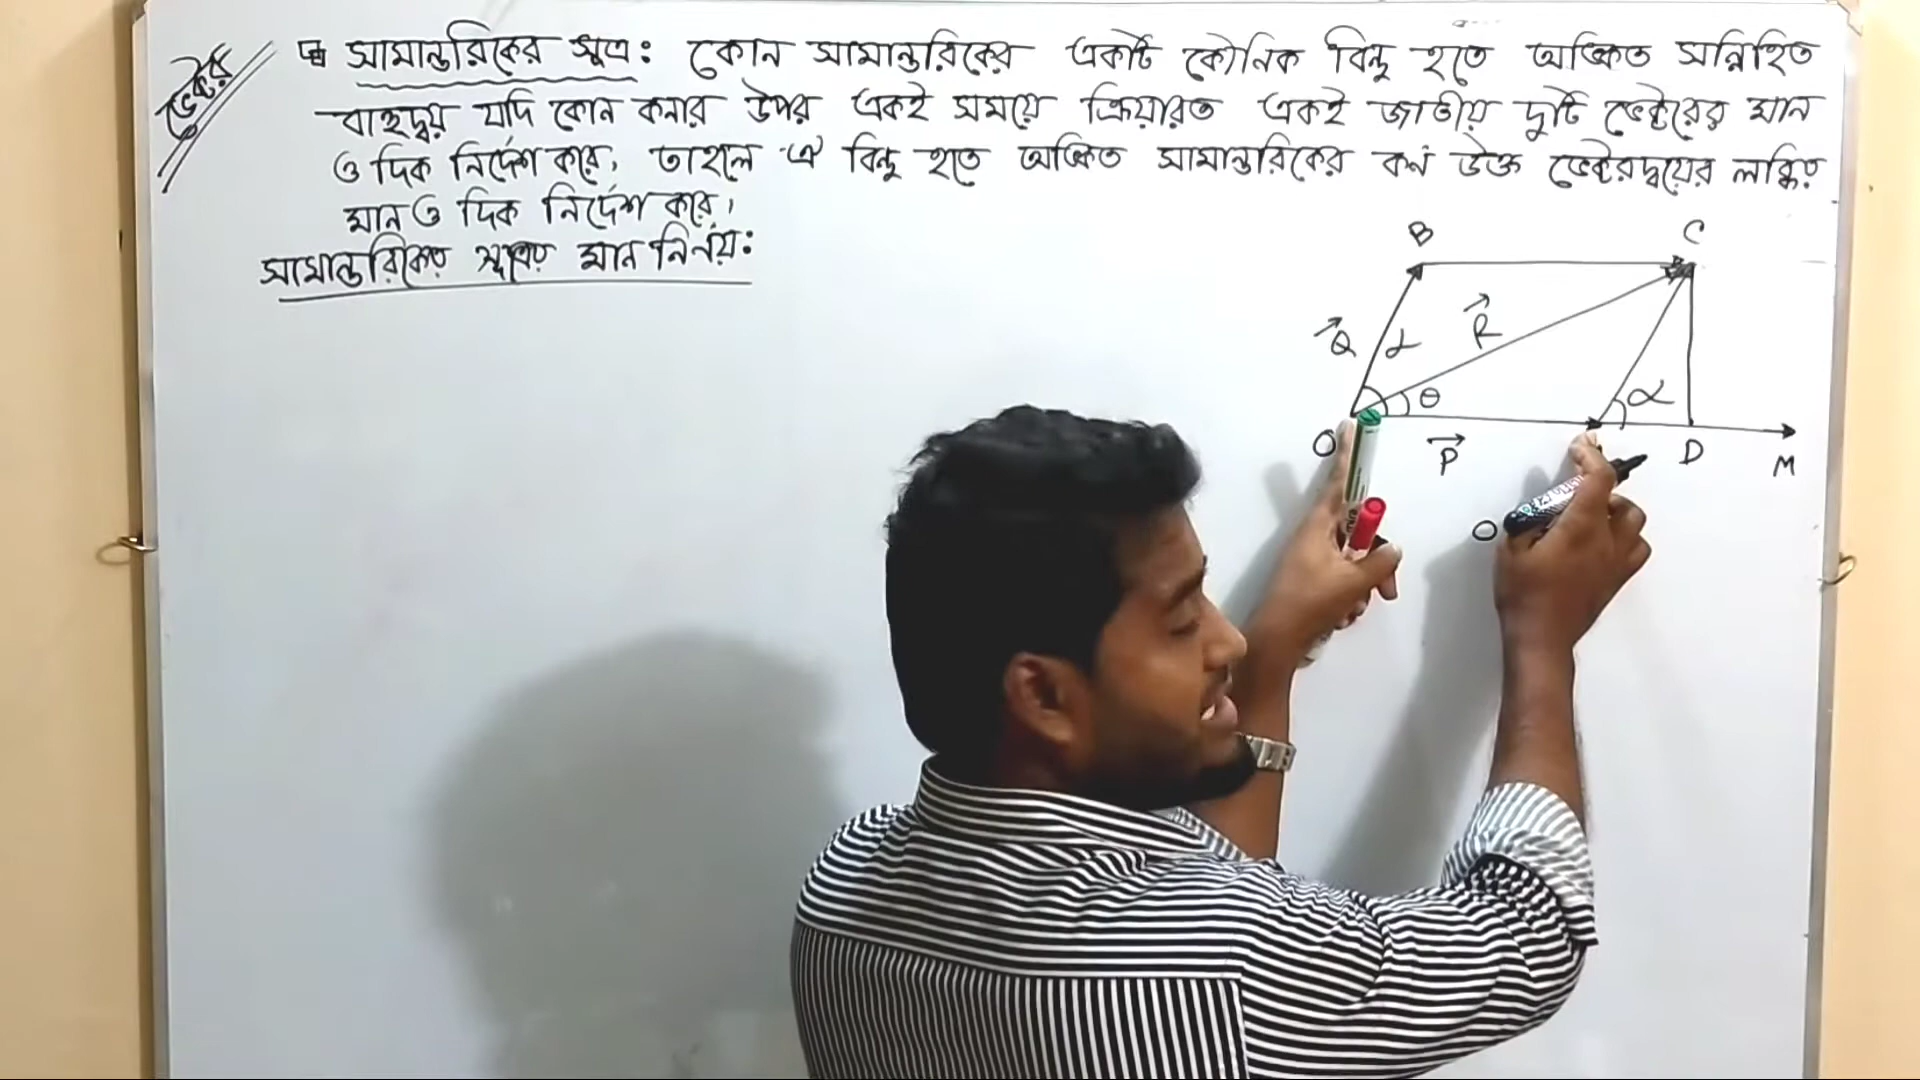 ভেক্টর
সামান্তরিকের সূত্র: কোন সামান্তরিকের একটি কৌনিক বিন্দু হতে অঙ্কিত সন্নিহিত
বাহুদ্বয় যদি কোন কনার উপর একই সময়ে ক্রিয়ারত একই জাতীয় দুটি ভেক্টরের মান
ও দিক নির্দেশ করে, তাহলে ঐ বিন্দু হতে অঙ্কিত সামান্তরিকের কর্ণ উক্ত ভেক্টরদ্বয়ের লব্ধির
মান ও দিক নির্দেশ করে।
সামান্তরিকের সূত্রের মান নির্নয়:
B C
Q R α
θ α
O P D M
O